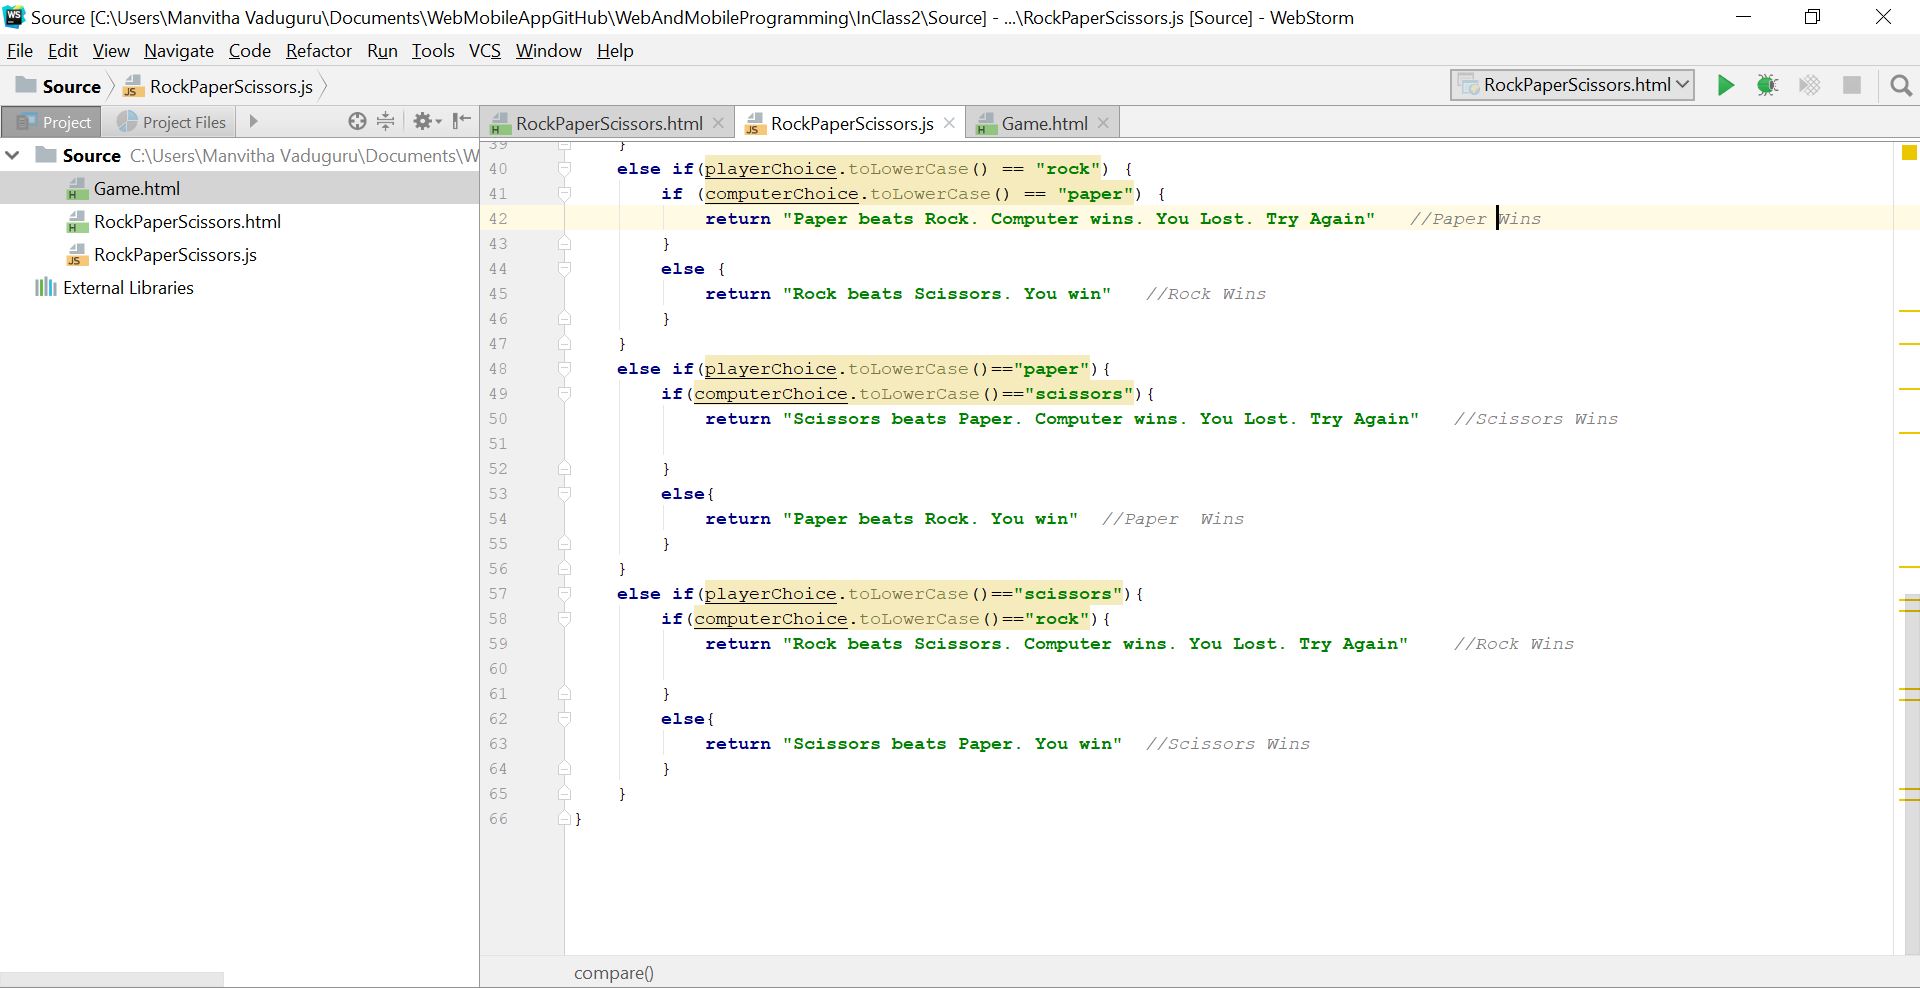 Source [C:\Users\Manvitha Vaduguru\Documents\WebMobileAppGitHub\WebAndMobileProgramming\InClass2\Source] - ...\RockPaperScissors.js [Source] - WebStorm
File Edit View Navigate Code Refactor Run Tools VCS Window Help
Source RockPaperScissors.js RockPaperScissors.html
Project Project Files RockPaperScissors.html RockPaperScissors.js Game.html
Source C:\Users\Manvitha Vaduguru\Documents\W
Game.html
RockPaperScissors.html
RockPaperScissors.js
External Libraries
39 }
40 else if(playerChoice.toLowerCase() == "rock") {
41 if (computerChoice.toLowerCase() == "paper") {
42 return "Paper beats Rock. Computer wins. You Lost. Try Again" //Paper Wins
43 }
44 else {
45 return "Rock beats Scissors. You win" //Rock Wins
46 }
47 }
48 else if(playerChoice.toLowerCase()=="paper"){
49 if(computerChoice.toLowerCase()=="scissors"){
50 return "Scissors beats Paper. Computer wins. You Lost. Try Again" //Scissors Wins
51
52 }
53 else{
54 return "Paper beats Rock. You win" //Paper  Wins
55 }
56 }
57 else if(playerChoice.toLowerCase()=="scissors"){
58 if(computerChoice.toLowerCase()=="rock"){
59 return "Rock beats Scissors. Computer wins. You Lost. Try Again" //Rock Wins
60
61 }
62 else{
63 return "Scissors beats Paper. You win" //Scissors Wins
64 }
65 }
66 }
compare()